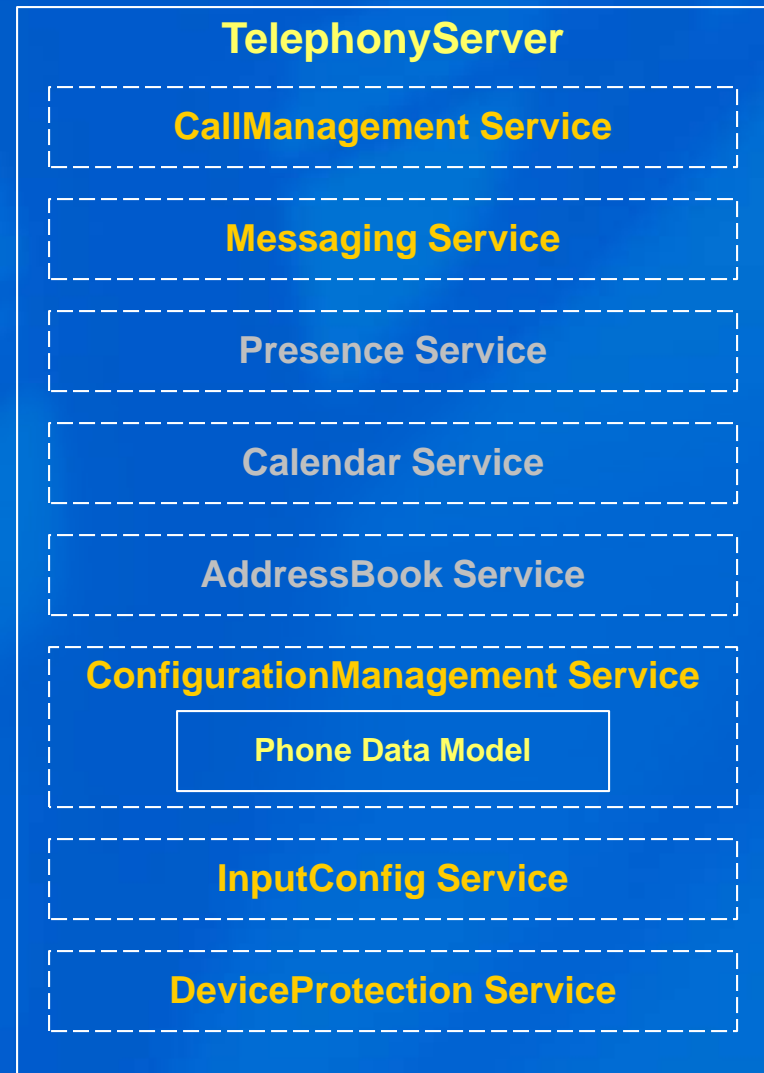 TelephonyServer
CallManagement Service
Messaging Service
Presence Service
Calendar Service
AddressBook Service
ConfigurationManagement Service
Phone Data Model
InputConfig Service
DeviceProtection Service